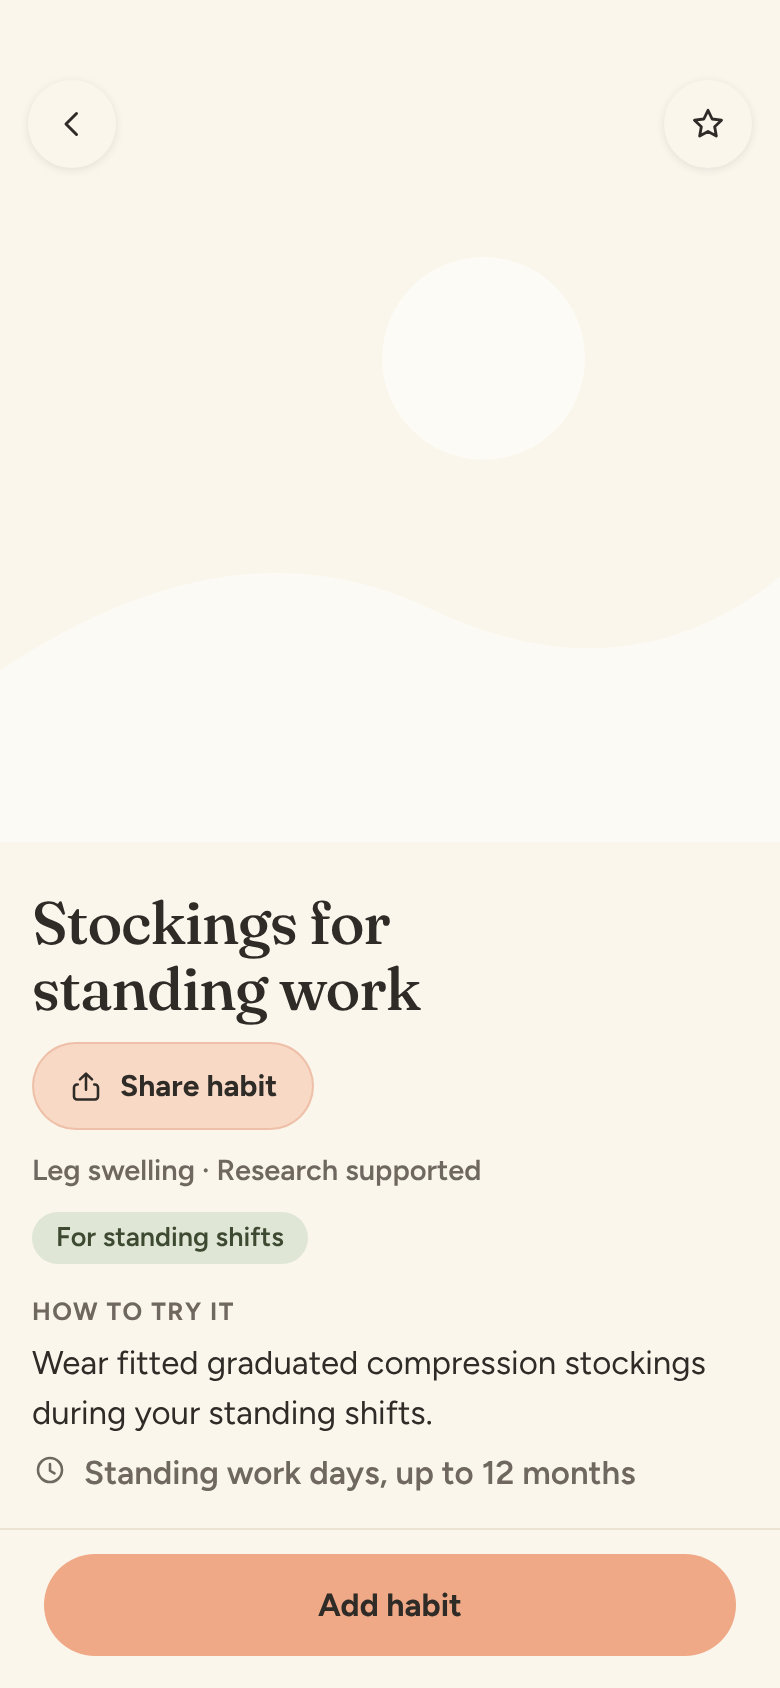 Stockings for
standing work
Share habit
Leg swelling · Research supported
For standing shifts
HOW TO TRY IT
Wear fitted graduated compression stockings
during your standing shifts.
Standing work days, up to 12 months
Add habit